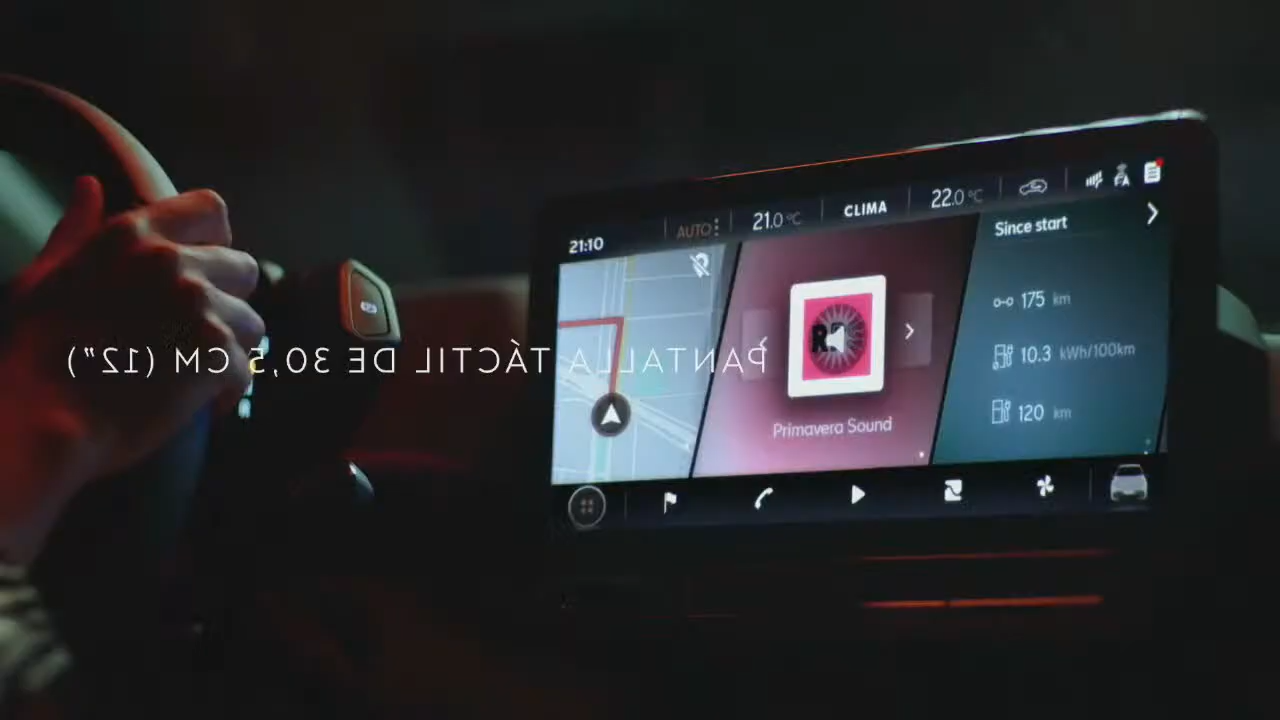 21:10
AUTO
21.0 °C
CLIMA
22.0 °C
Since start
175 km
10.3 kWh/100km
120 km
Primavera Sound
PANTALLA TÁCTIL DE 30,5 CM (12")